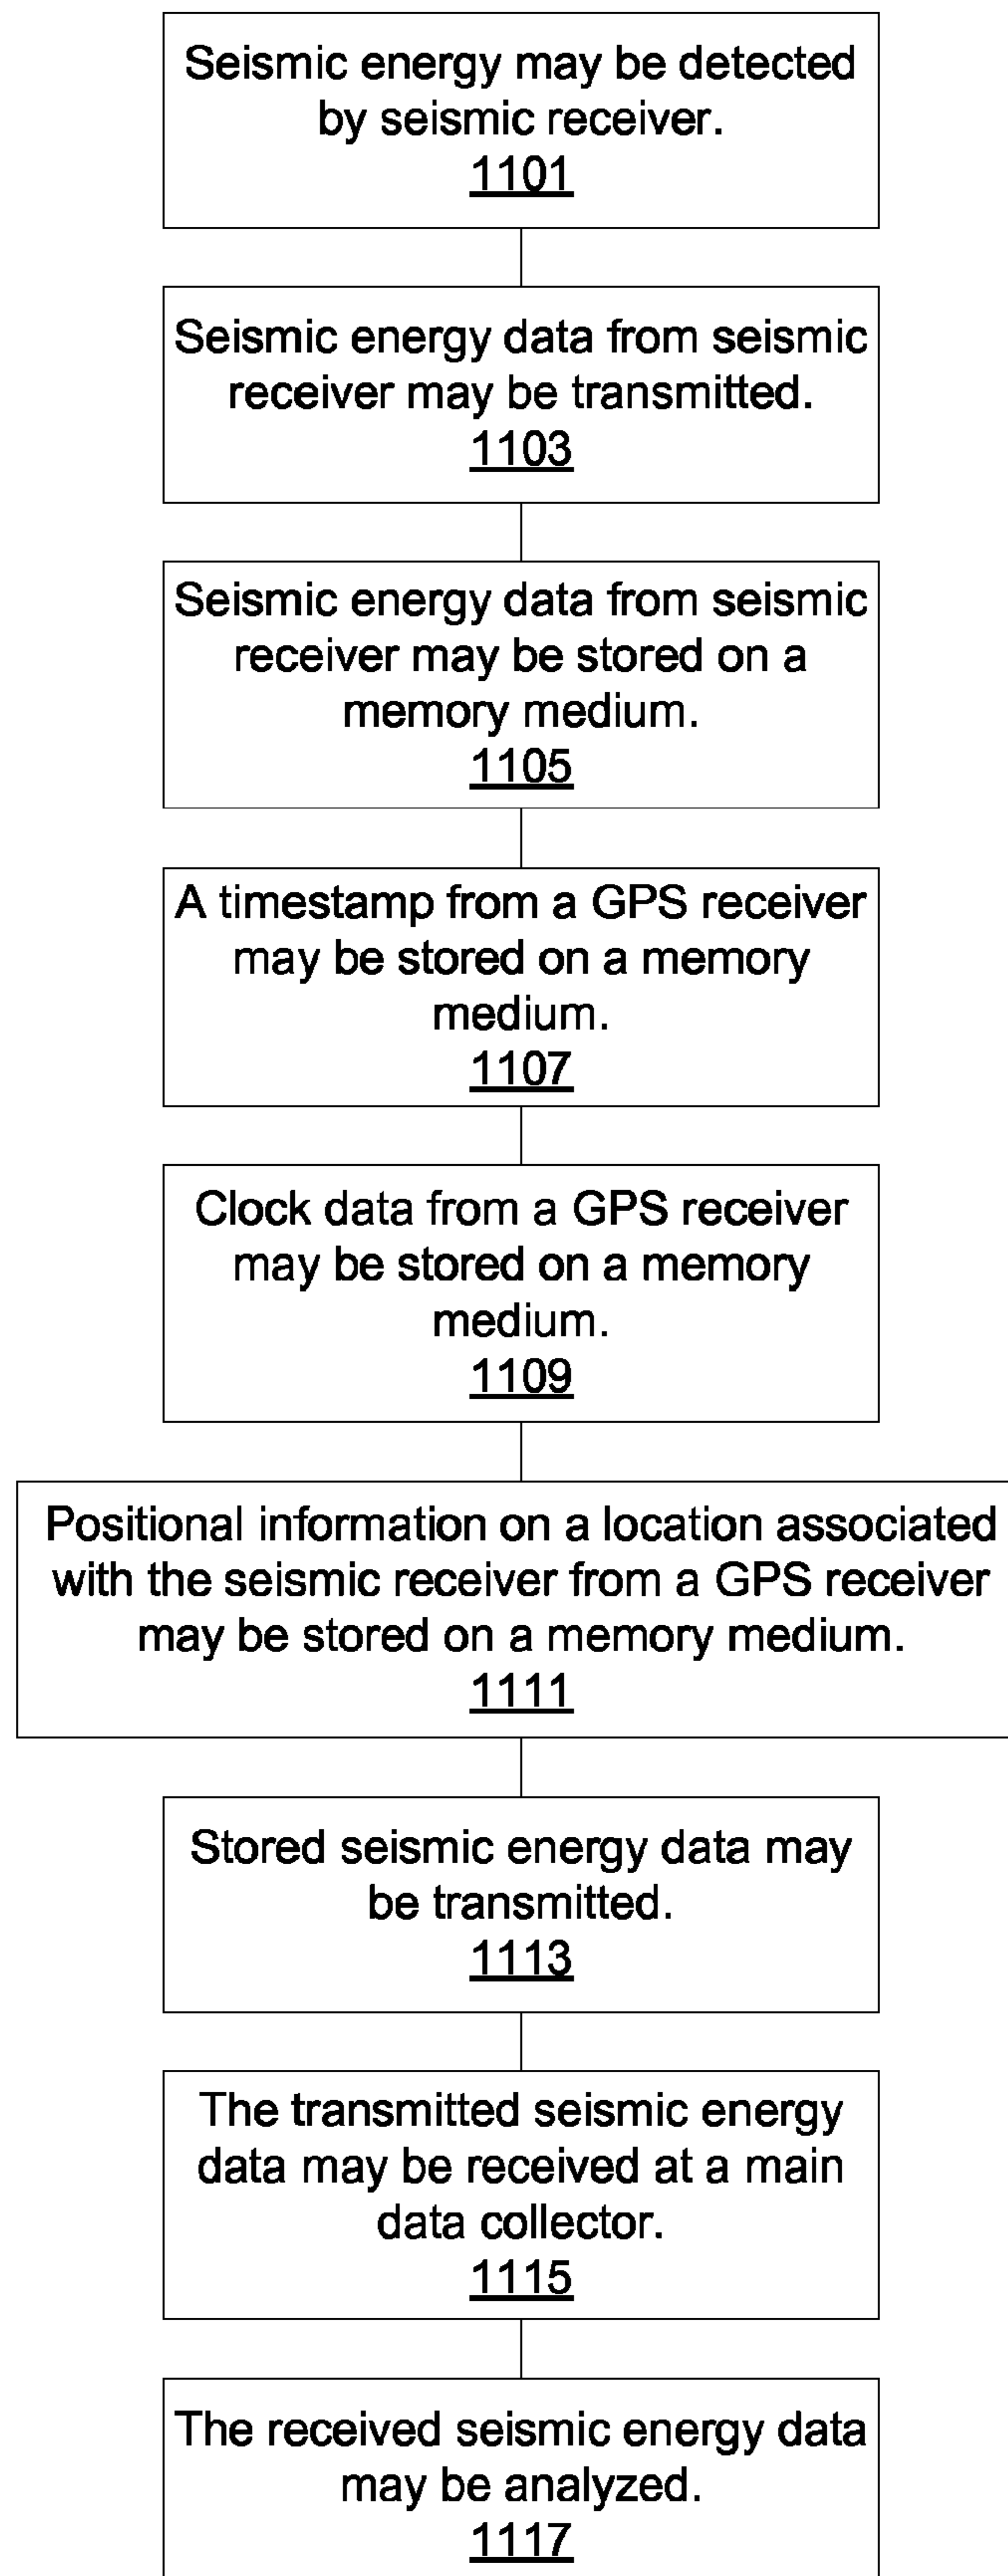 Seismic energy may be detected
by seismic receiver.
1101
Seismic energy data from seismic
receiver may be transmitted.
1103
Seismic energy data from seismic
receiver may be stored on a
memory medium.
1105
A timestamp from a GPS receiver
may be stored on a memory
medium.
1107
Clock data from a GPS receiver
may be stored on a memory
medium.
1109
Positional information on a location associated
with the seismic receiver from a GPS receiver
may be stored on a memory medium.
1111
Stored seismic energy data may
be transmitted.
1113
The transmitted seismic energy
data may be received at a main
data collector.
1115
The received seismic energy data
may be analyzed.
1117